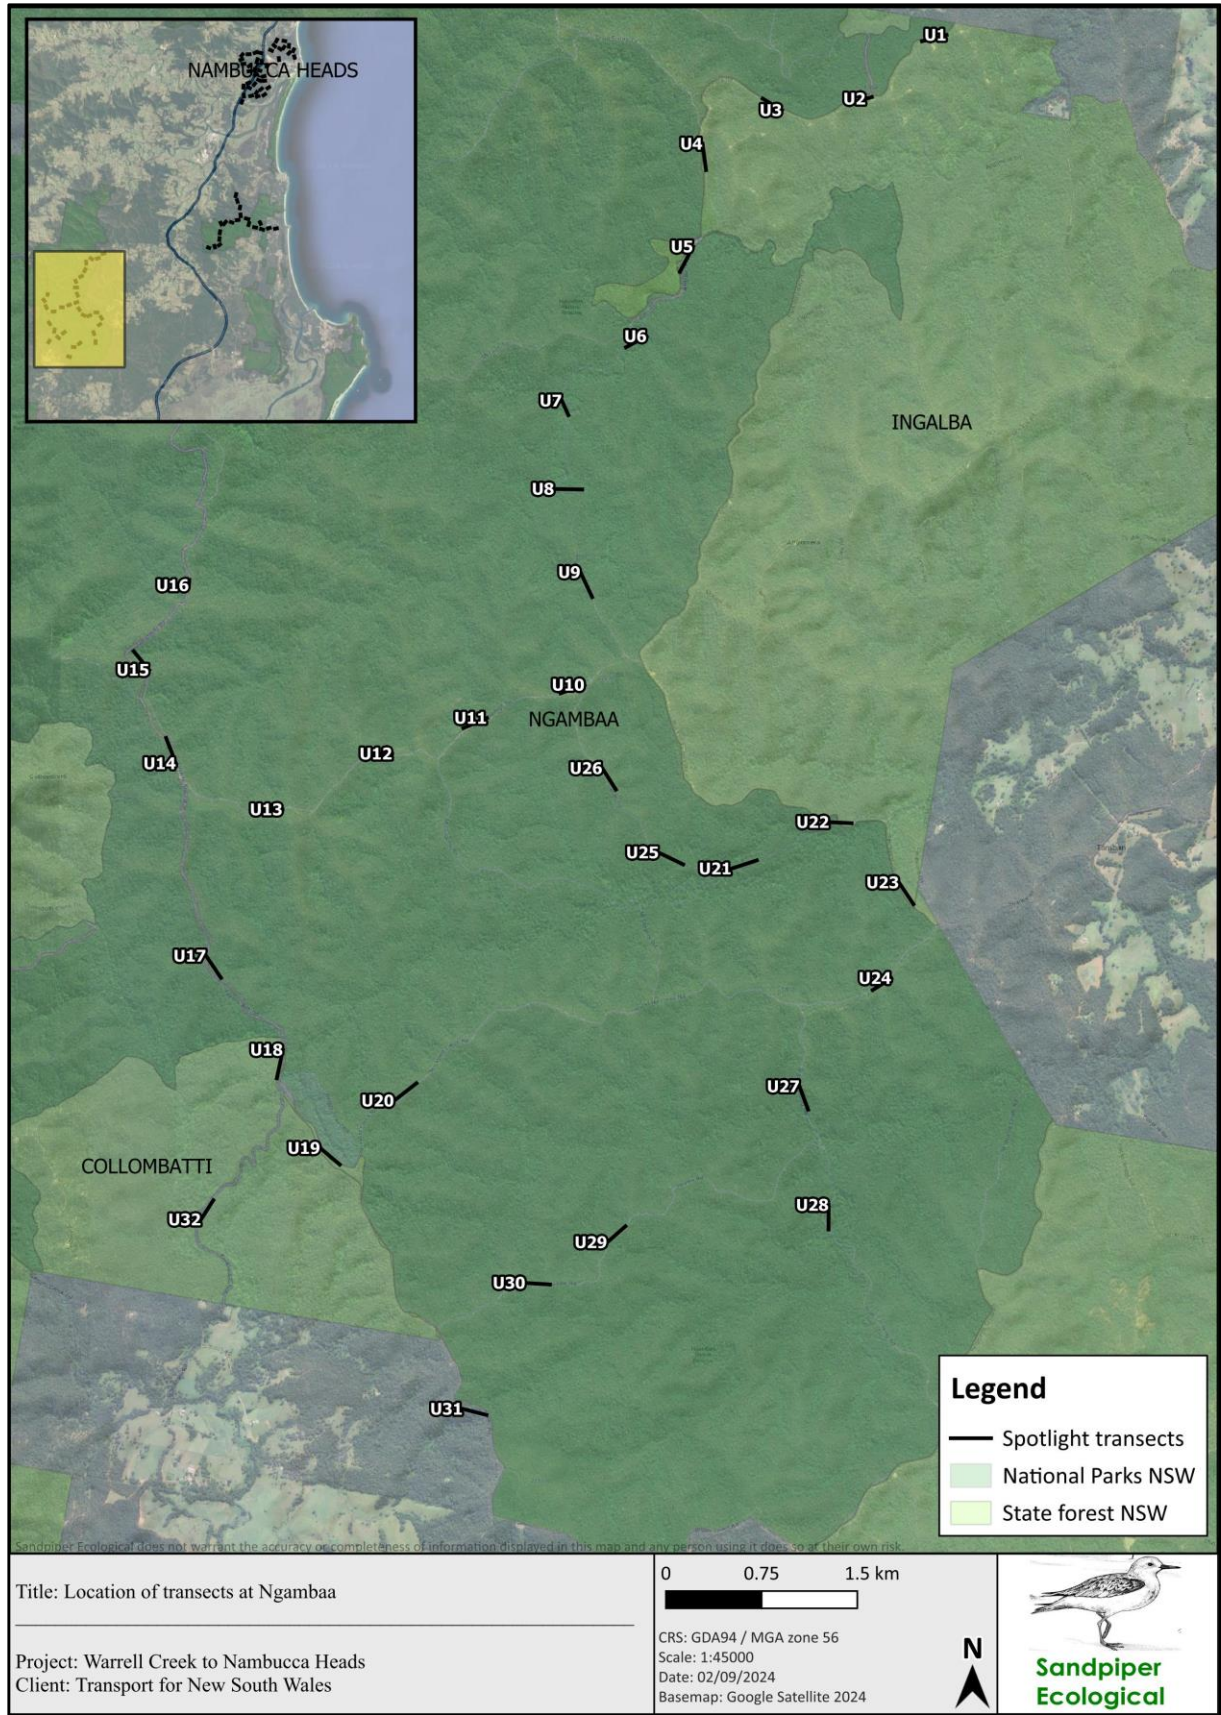 NAMBUCCA HEADS
U1
U2
U3
U4
U5
U6
U7
INGALBA
U8
U9
U16
U15
U10
U11
NGAMBAA
U12
U14
U26
U13
U22
U25
U21
U23
U17
U24
U18
U27
U20
U19
COLLOMBATTI
U28
U32
U29
U30
U31
Legend
Spotlight transects
National Parks NSW
State forest NSW
Sandpiper Ecological does not warrant the accuracy or completeness of information displayed in this map and any person using it does so at their own risk.
Title: Location of transects at Ngambaa
Project: Warrell Creek to Nambucca Heads
Client: Transport for New South Wales
0 0.75 1.5 km
CRS: GDA94 / MGA zone 56
Scale: 1:45000
Date: 02/09/2024
Basemap: Google Satellite 2024
N
Sandpiper
Ecological